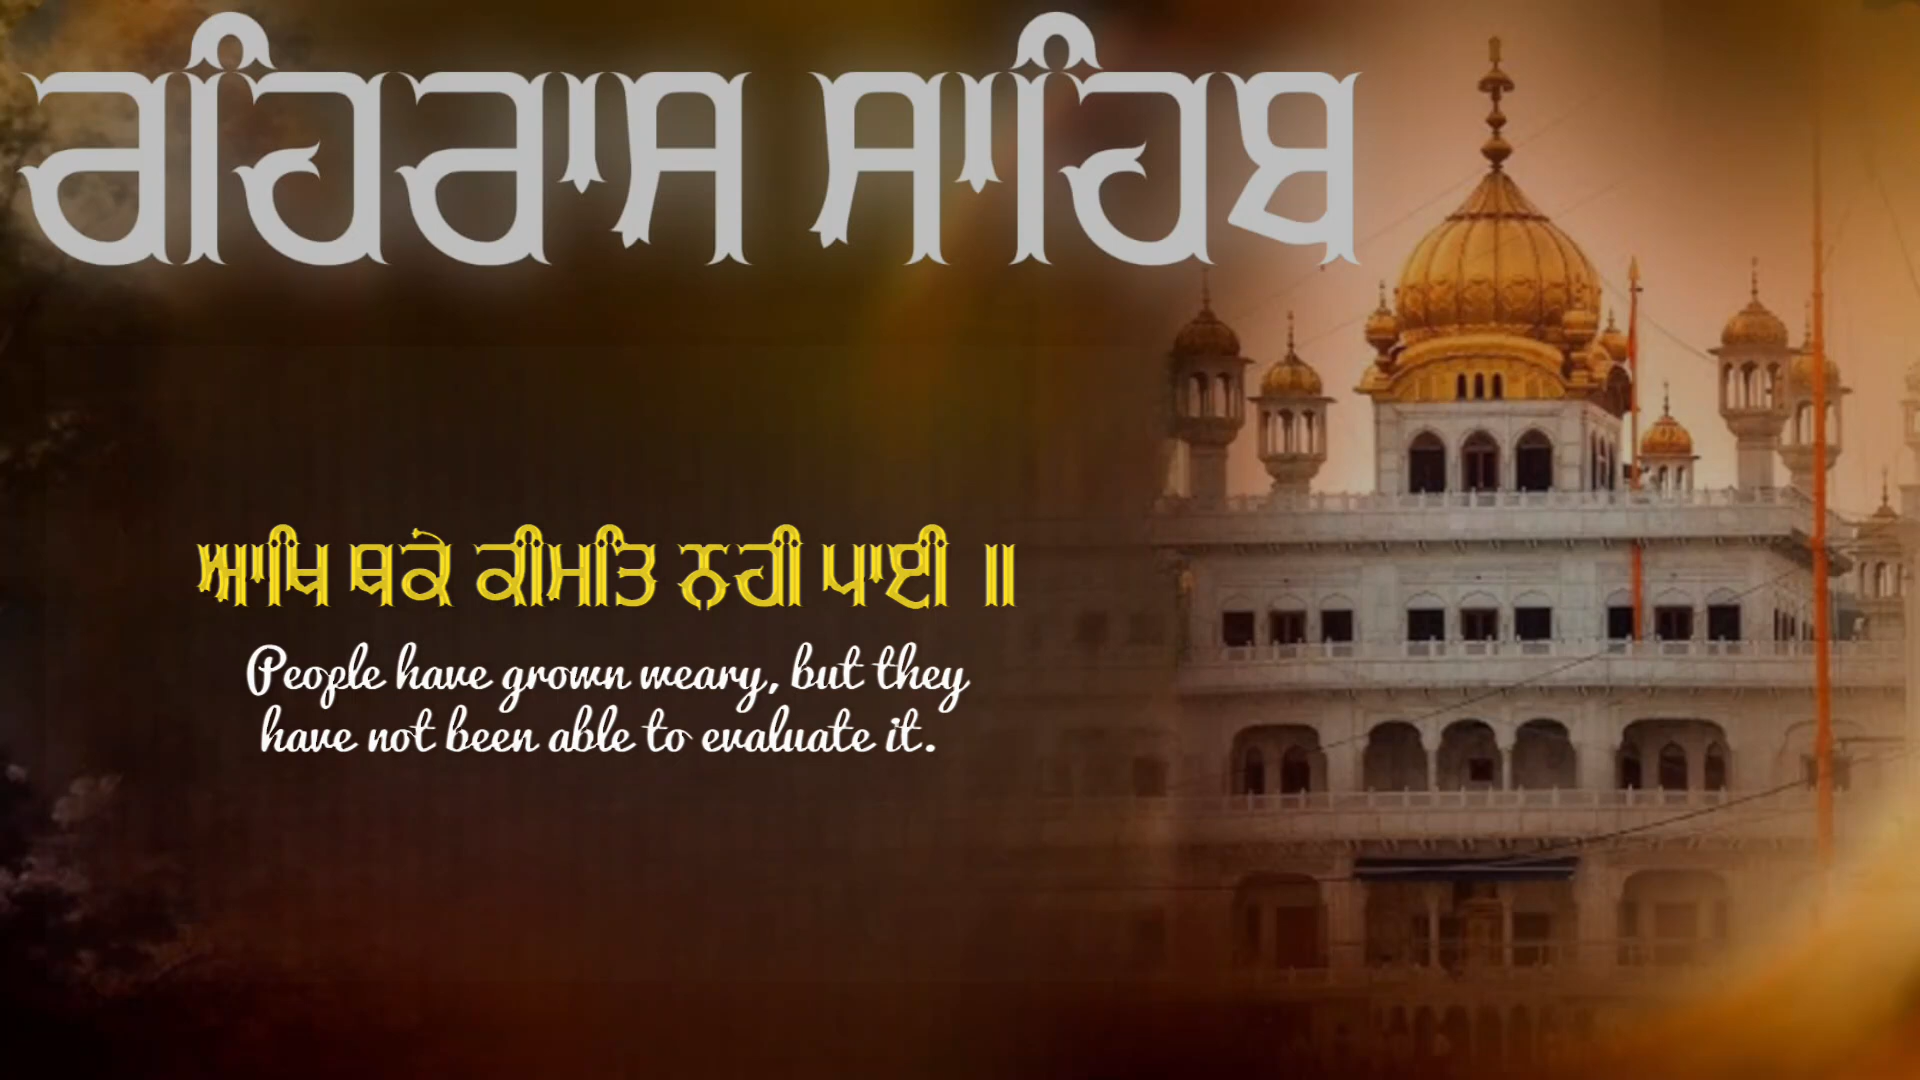 ਰਹਿਰਾਸ ਸਾਹਿਬ
ਆਖਿ ਥਕੇ ਕੀਮਤਿ ਨਹੀ ਪਾਈ ॥
People have grown weary, but they
have not been able to evaluate it.